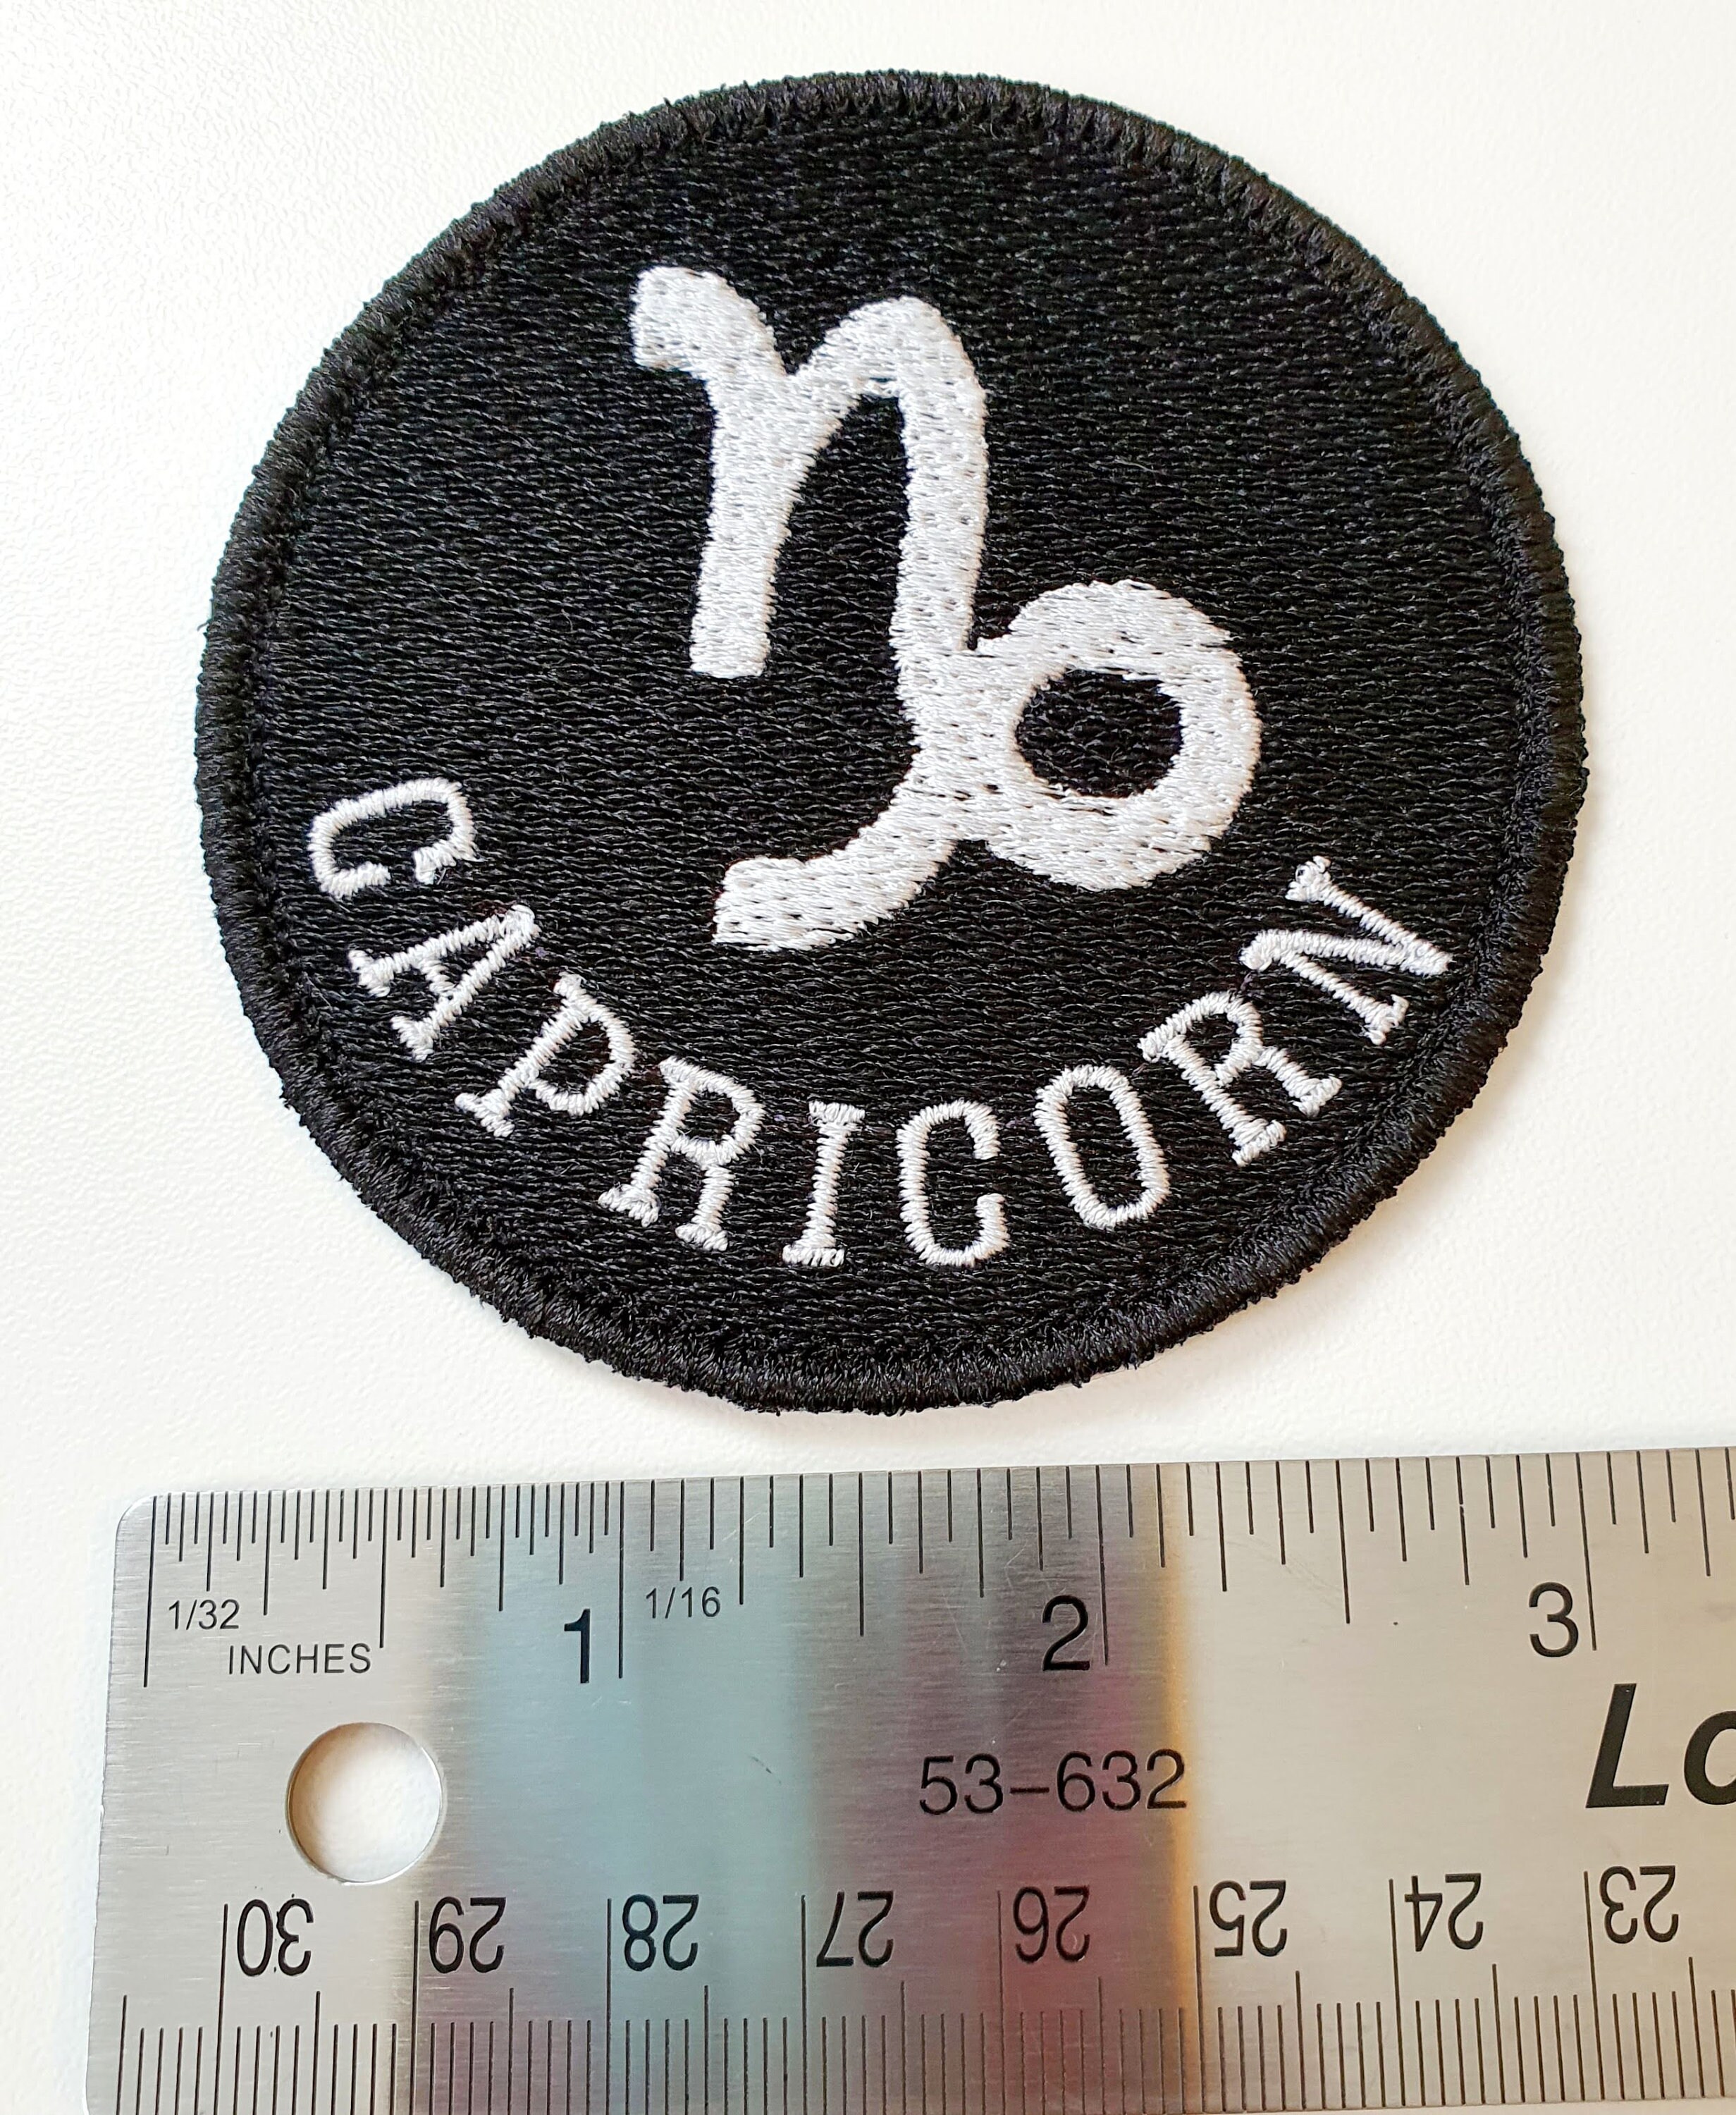 CAPRICORN
1/32 1 1/16 2 3
INCHES
53-632
30 29 28 27 26 25 24 23